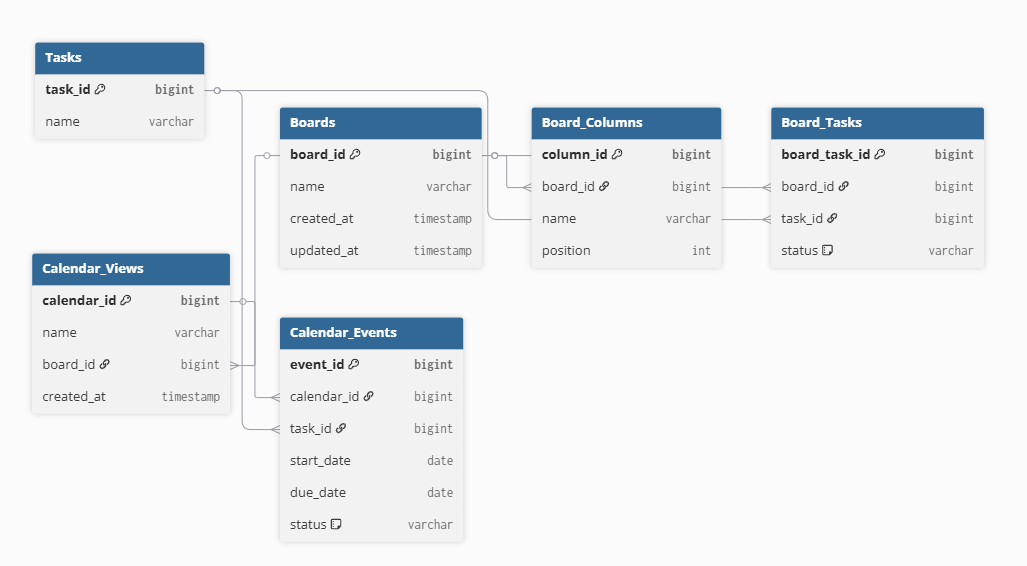 Tasks
task_id bigint
name varchar
Boards
board_id bigint
name varchar
created_at timestamp
updated_at timestamp
Board_Columns
column_id bigint
board_id bigint
name varchar
position int
Board_Tasks
board_task_id bigint
board_id bigint
task_id bigint
status varchar
Calendar_Views
calendar_id bigint
name varchar
board_id bigint
created_at timestamp
Calendar_Events
event_id bigint
calendar_id bigint
task_id bigint
start_date date
due_date date
status varchar